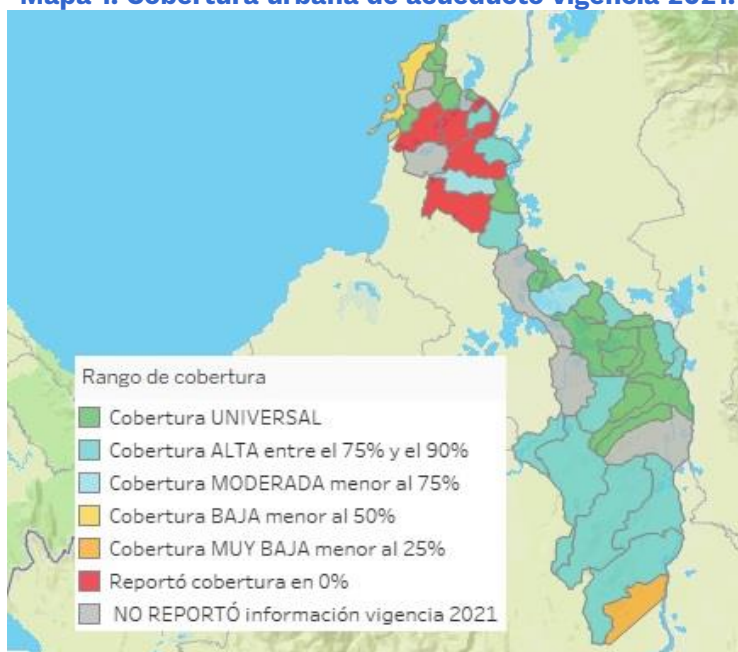 Mapa 1. Cobertura urbana de acueducto vigencia 2021.
Rango de cobertura
Cobertura UNIVERSAL
Cobertura ALTA entre el 75% y el 90%
Cobertura MODERADA menor al 75%
Cobertura BAJA menor al 50%
Cobertura MUY BAJA menor al 25%
Reportó cobertura en 0%
NO REPORTÓ información vigencia 2021